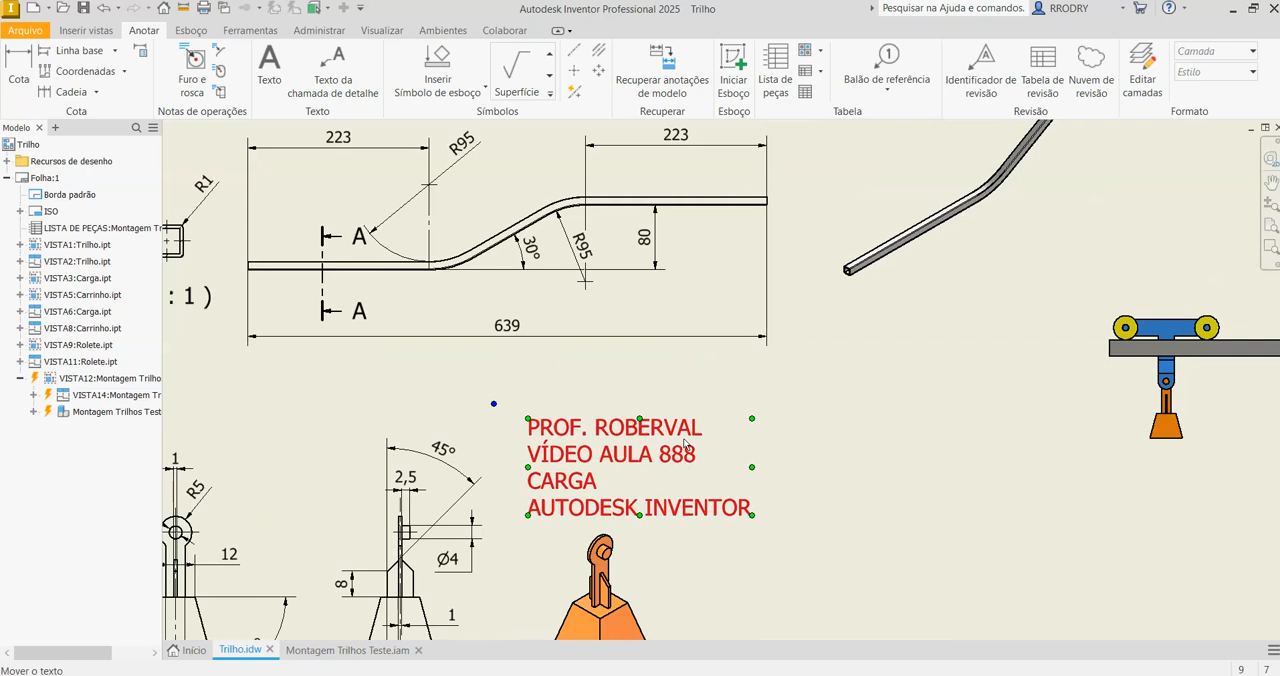 Autodesk Inventor Professional 2025 Trilho
Pesquisar na Ajuda e comandos.
RRODRY
Arquivo Inserir vistas Anotar Esboço Ferramentas Administrar Visualizar Ambientes Colaborar
Cota
Linha base
Coordenadas
Cadeia
Cota
Furo e rosca
Notas de operações
Texto
Texto da chamada de detalhe
Texto
Inserir Símbolo de esboço
Superfície
Símbolos
Recuperar anotações de modelo
Recuperar
Iniciar Esboço
Esboço
Lista de peças
Balão de referência
Tabela
Identificador de revisão
Tabela de revisão
Nuvem de revisão
Revisão
Editar camadas
Camada
Estilo
Formato
Modelo
Trilho
Recursos de desenho
Folha:1
Borda padrão
ISO
LISTA DE PEÇAS:Montagem Tr
VISTA1:Trilho.ipt
VISTA2:Trilho.ipt
VISTA3:Carga.ipt
VISTA5:Carrinho.ipt
VISTA6:Carga.ipt
VISTA8:Carrinho.ipt
VISTA9:Rolete.ipt
VISTA11:Rolete.ipt
VISTA12:Montagem Trilho
VISTA14:Montagem Tr
Montagem Trilhos Teste
223
R95
223
R1
A
30°
R95
80
: 1 )
A
639
PROF. ROBERVAL
VÍDEO AULA 888
CARGA
AUTODESK INVENTOR
1
R5
12
45°
2,5
Ø4
8
1
Início
Trilho.idw
Montagem Trilhos Teste.iam
Mover o texto
9 7